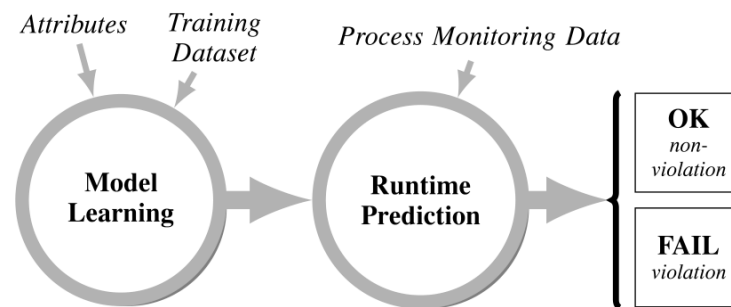 Attributes
Training
Dataset
Process Monitoring Data
Model
Learning
Runtime
Prediction
OK
non-
violation
FAIL
violation